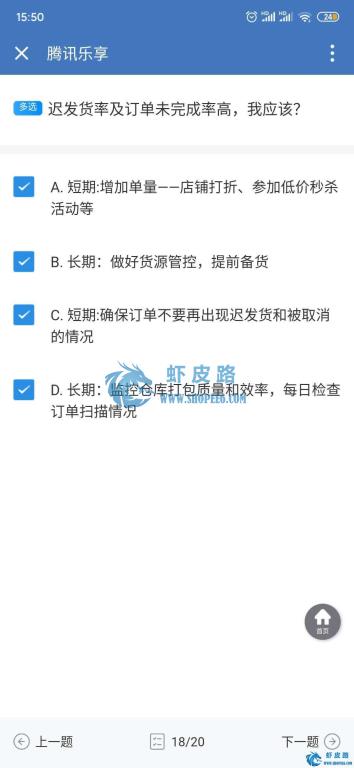 15:50
HD HD 24
腾讯乐享
多选 迟发货率及订单未完成率高，我应该？
A. 短期:增加单量——店铺打折、参加低价秒杀
活动等
B. 长期：做好货源管控，提前备货
C. 短期:确保订单不要再出现迟发货和被取消
的情况
虾皮路
D. 长期：监控仓库打包质量和效率，每日检查
WWW.SHOPEE6.COM
订单扫描情况
首页
上一题 18/20 下一题
虾皮路
WWW.SHOPEE6.COM